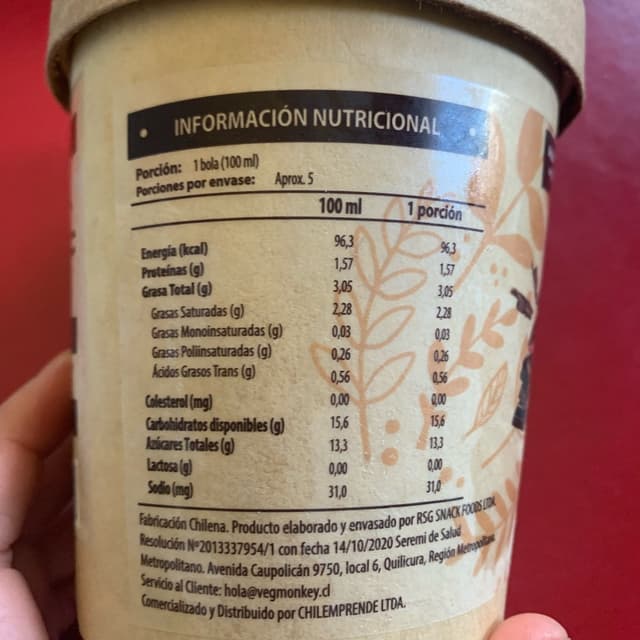 • INFORMACIÓN NUTRICIONAL •
Porción: 1 bola (100 ml)
Porciones por envase: Aprox. 5
100 ml 1 porción
Energía (kcal) 96,3 96,3
Proteínas (g) 1,57 1,57
Grasa Total (g) 3,05 3,05
Grasas Saturadas (g) 2,28 2,28
Grasas Monoinsaturadas (g) 0,03 0,03
Grasas Poliinsaturadas (g) 0,26 0,26
Ácidos Grasos Trans (g) 0,56 0,56
Colesterol (mg) 0,00 0,00
Carbohidratos disponibles (g) 15,6 15,6
Azúcares Totales (g) 13,3 13,3
Lactosa (g) 0,00 0,00
Sodio (mg) 31,0 31,0
Fabricación Chilena. Producto elaborado y envasado por RSG SNACK FOODS LTDA.
Resolución Nº2013337954/1 con fecha 14/10/2020 Seremi de Salud
Metropolitano. Avenida Caupolicán 9750, local 6, Quilicura, Región Metropolitana.
Servicio al Cliente: hola@vegmonkey.cl
Comercializado y Distribuido por CHILEMPRENDE LTDA.